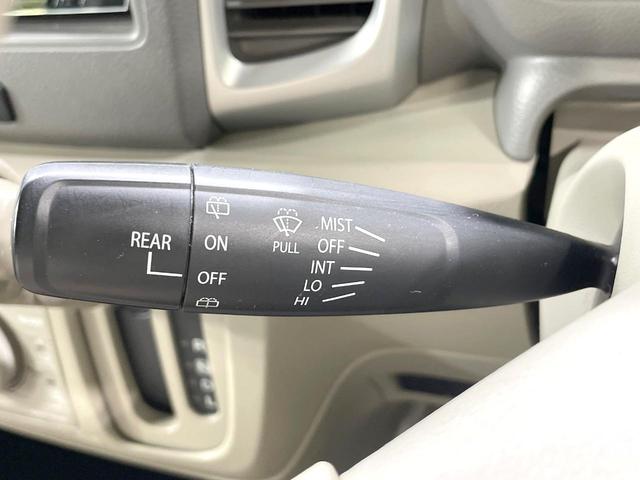 REAR
ON
OFF
PULL
MIST
OFF
INT
LO
HI